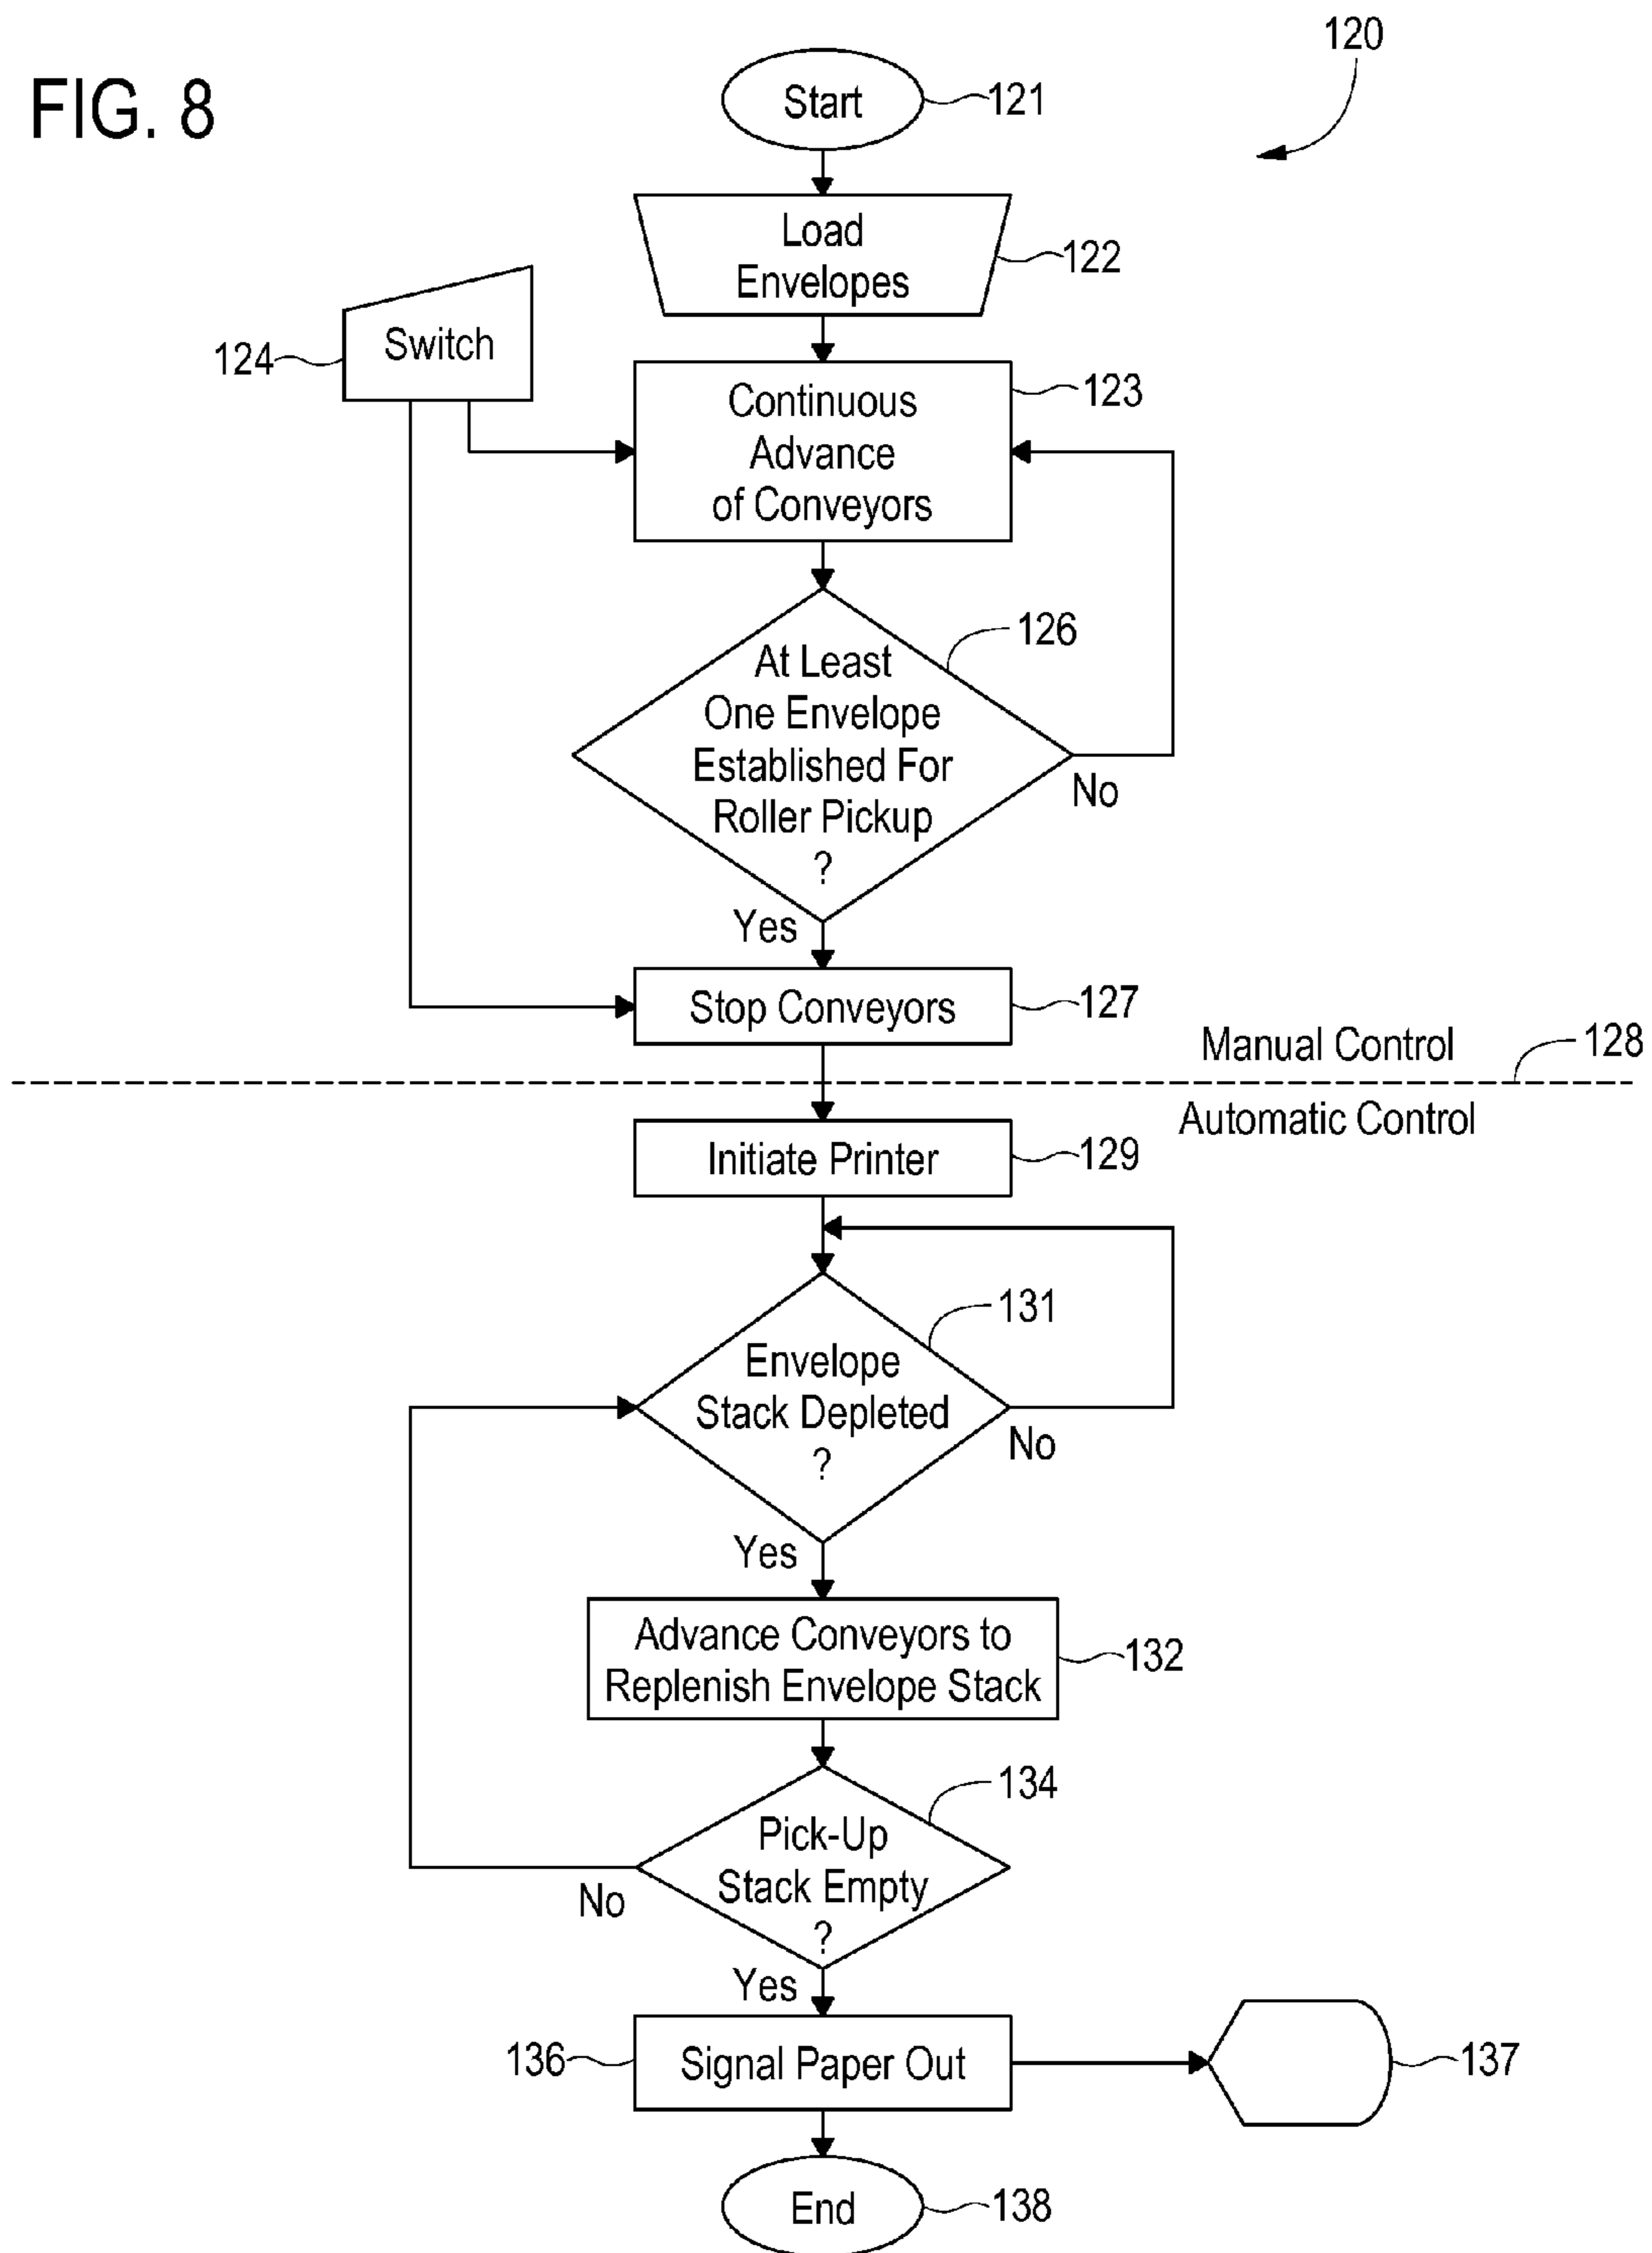 FIG. 8
120
Start
121
Load
Envelopes
122
Switch
124
Continuous
Advance
of Conveyors
123
At Least
One Envelope
Established For
Roller Pickup
?
126
No
Yes
Stop Conveyors
127
Manual Control
128
Automatic Control
Initiate Printer
129
Envelope
Stack Depleted
?
131
No
Yes
Advance Conveyors to
Replenish Envelope Stack
132
Pick-Up
Stack Empty
?
134
No
Yes
136
Signal Paper Out
137
End
138